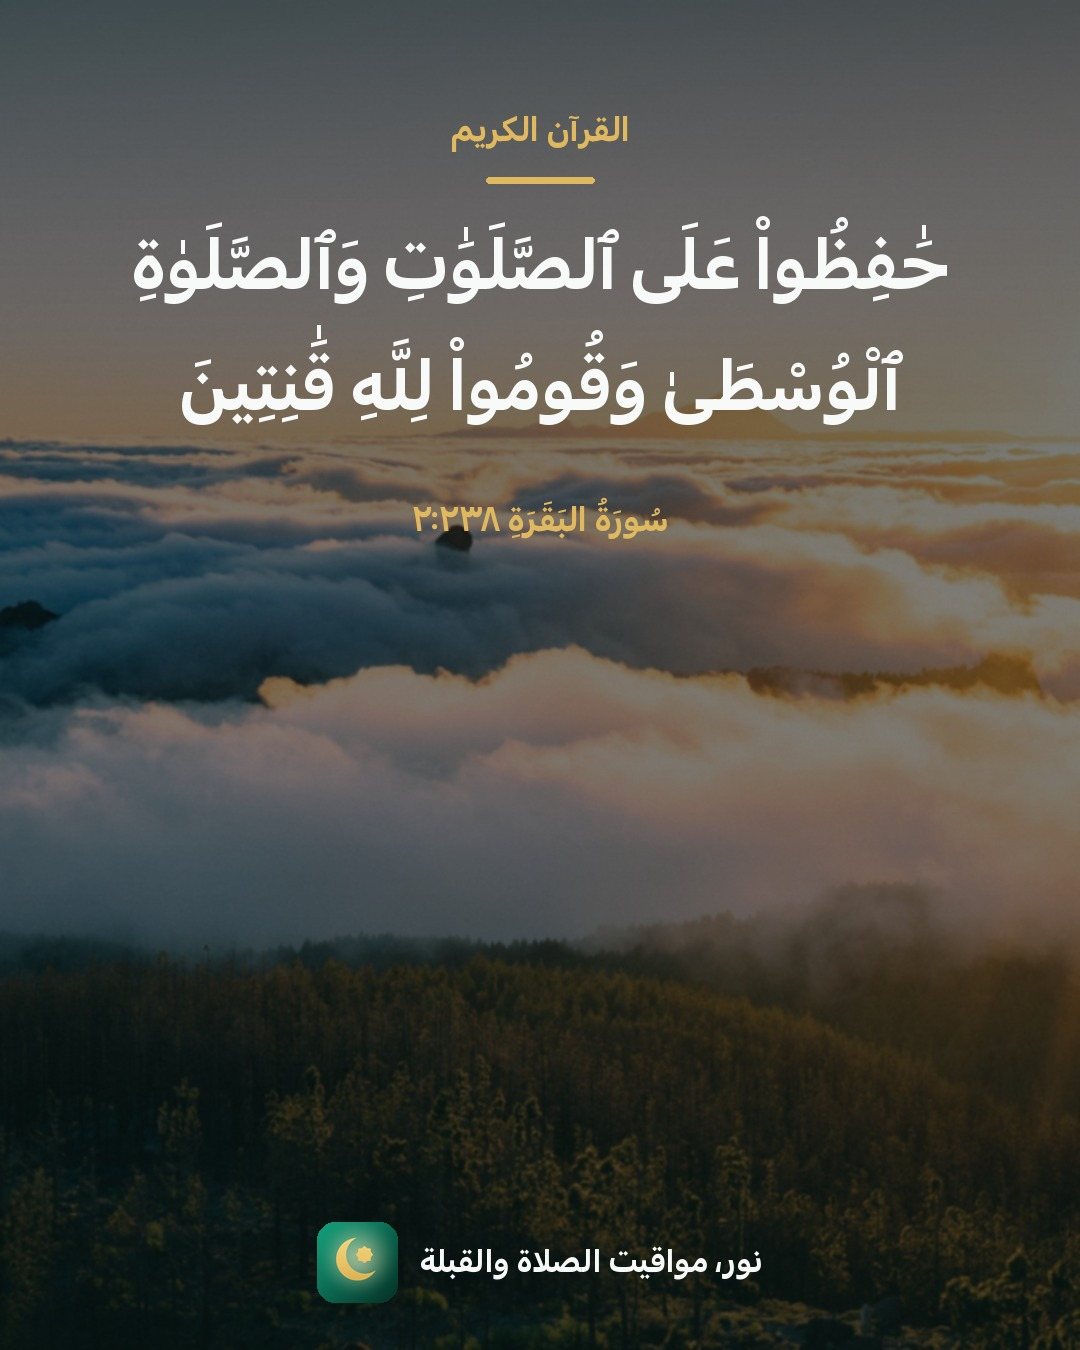 القرآن الكريم
حَٰفِظُوا۟ عَلَى ٱلصَّلَوَٰتِ وَٱلصَّلَوٰةِ
ٱلْوُسْطَىٰ وَقُومُوا۟ لِلَّهِ قَٰنِتِينَ
سُورَةُ البَقَرَةِ ٢:٢٣٨
نور، مواقيت الصلاة والقبلة